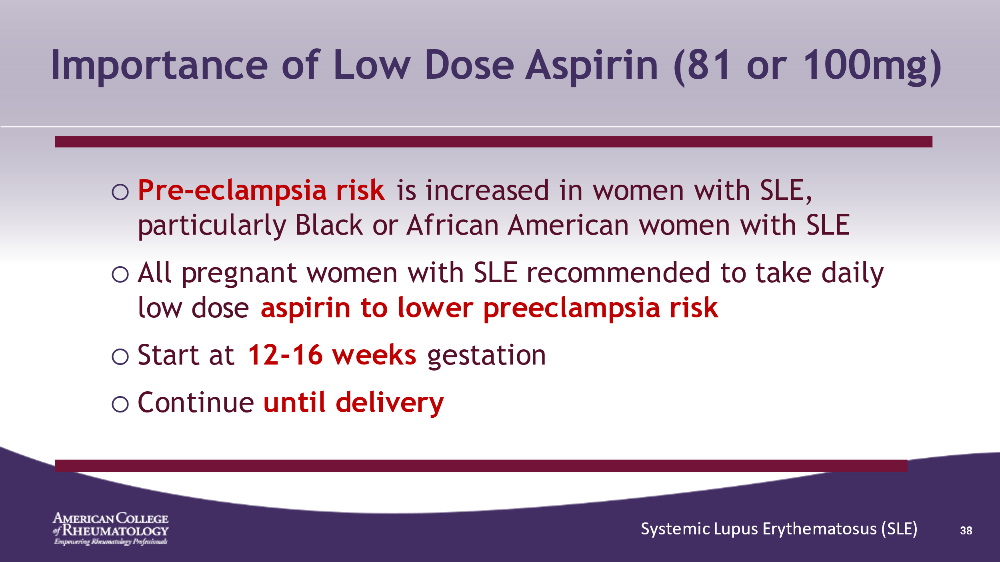 Importance of Low Dose Aspirin (81 or 100mg)
Pre-eclampsia risk is increased in women with SLE,
particularly Black or African American women with SLE
All pregnant women with SLE recommended to take daily
low dose aspirin to lower preeclampsia risk
Start at 12-16 weeks gestation
Continue until delivery
AMERICAN COLLEGE
of RHEUMATOLOGY
Empowering Rheumatology Professionals
Systemic Lupus Erythematosus (SLE)
38